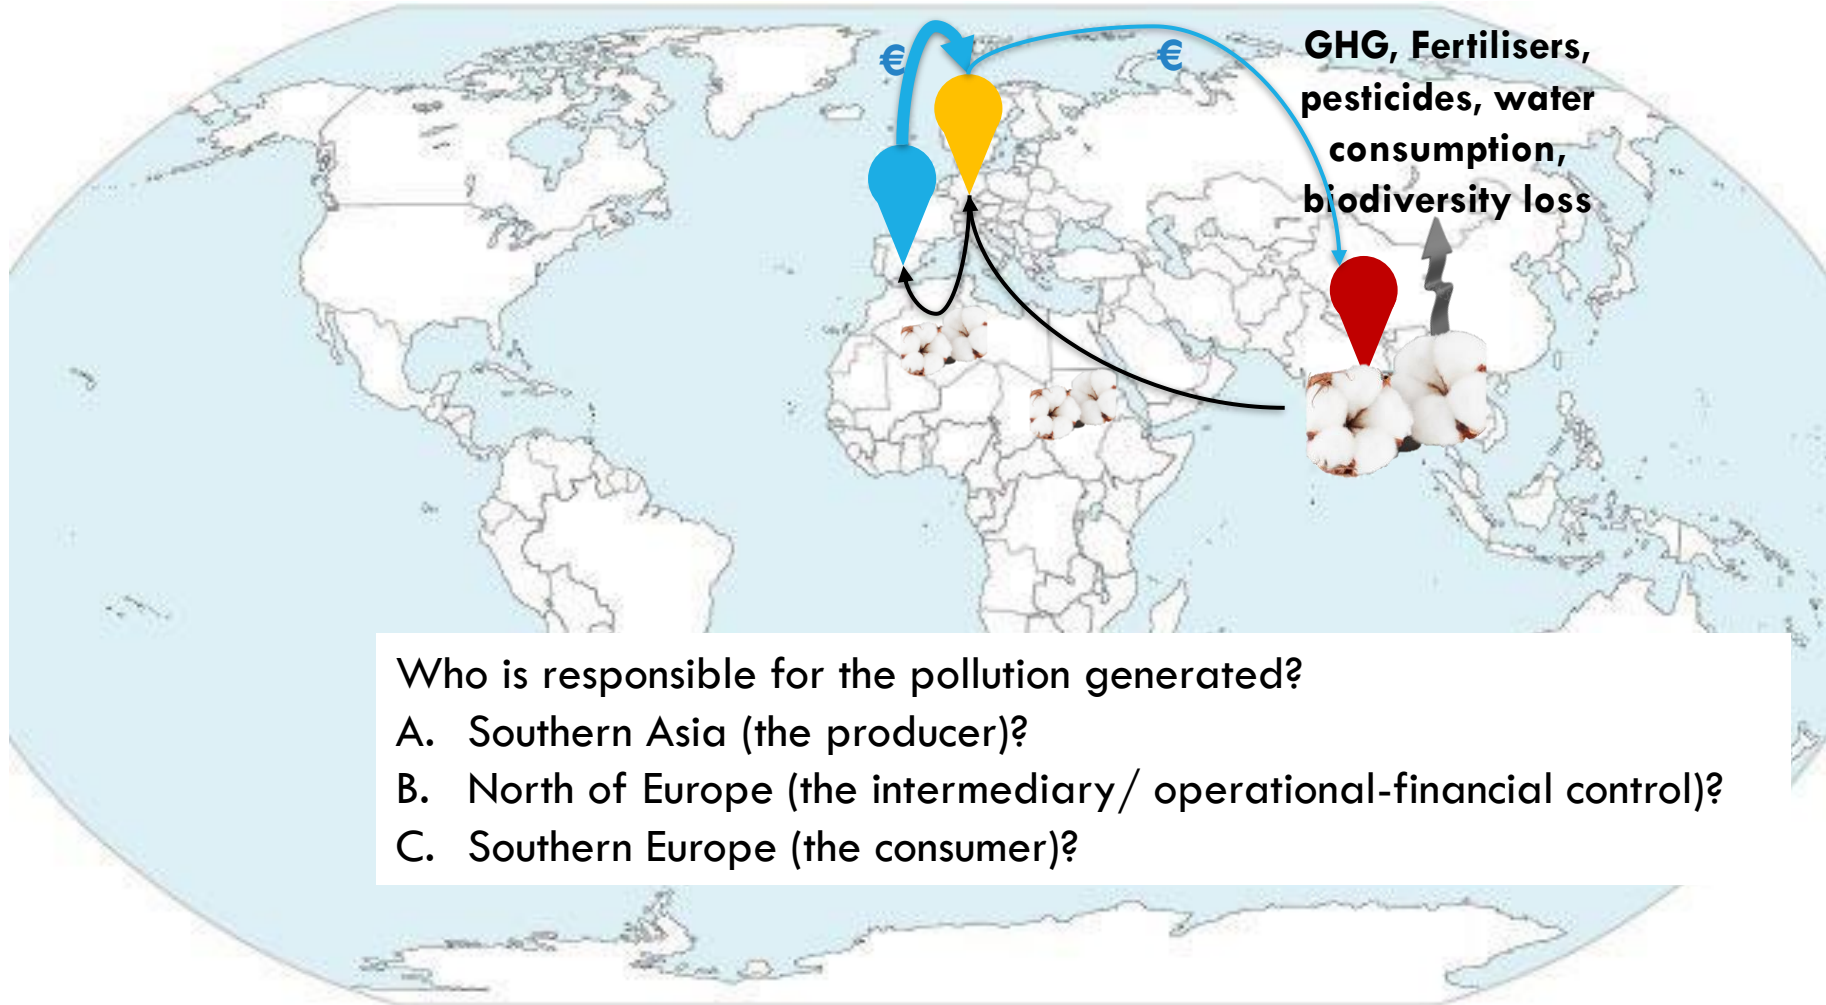 €
€
GHG, Fertilisers,
pesticides, water
consumption,
biodiversity loss
Who is responsible for the pollution generated?
A. Southern Asia (the producer)?
B. North of Europe (the intermediary/ operational-financial control)?
C. Southern Europe (the consumer)?